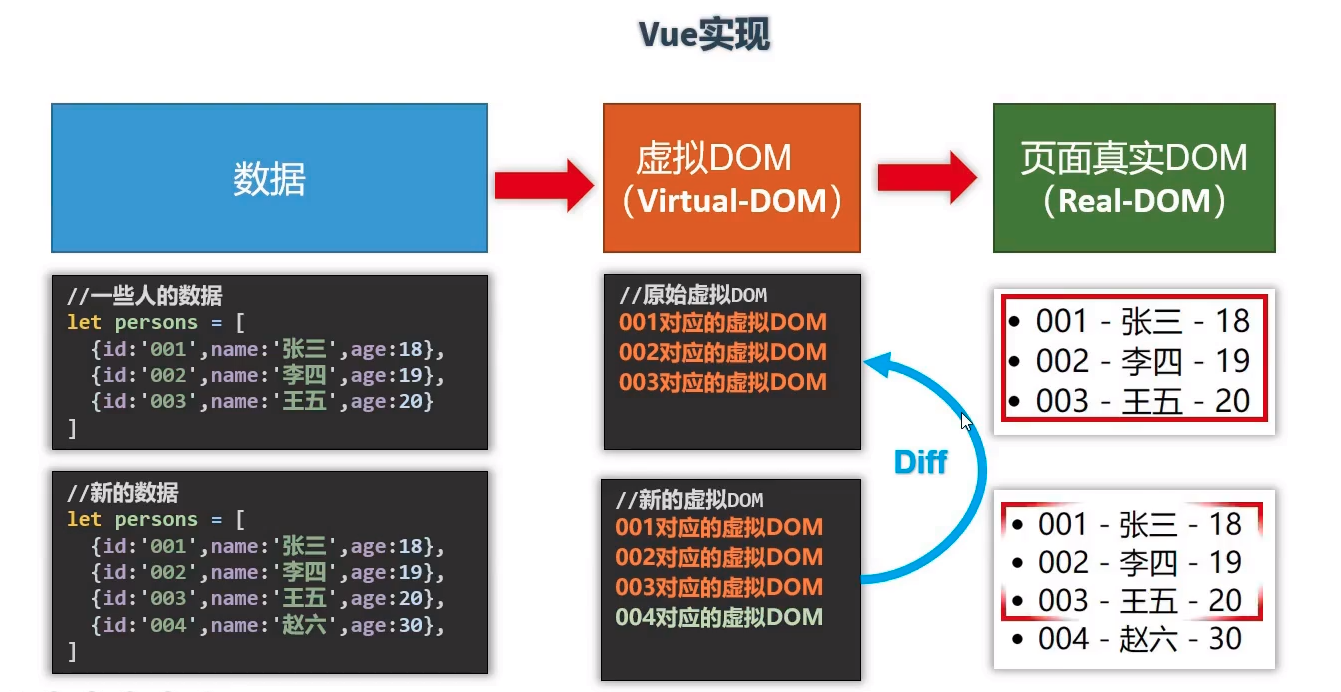 Vue实现
数据
虚拟DOM
（Virtual-DOM）
页面真实DOM
（Real-DOM）
//一些人的数据
let persons = [
{id:'001',name:'张三',age:18},
{id:'002',name:'李四',age:19},
{id:'003',name:'王五',age:20}
]
//原始虚拟DOM
001对应的虚拟DOM
002对应的虚拟DOM
003对应的虚拟DOM
• 001 - 张三 - 18
• 002 - 李四 - 19
• 003 - 王五 - 20
Diff
//新的数据
let persons = [
{id:'001',name:'张三',age:18},
{id:'002',name:'李四',age:19},
{id:'003',name:'王五',age:20},
{id:'004',name:'赵六',age:30},
]
//新的虚拟DOM
001对应的虚拟DOM
002对应的虚拟DOM
003对应的虚拟DOM
004对应的虚拟DOM
• 001 - 张三 - 18
• 002 - 李四 - 19
• 003 - 王五 - 20
• 004 - 赵六 - 30